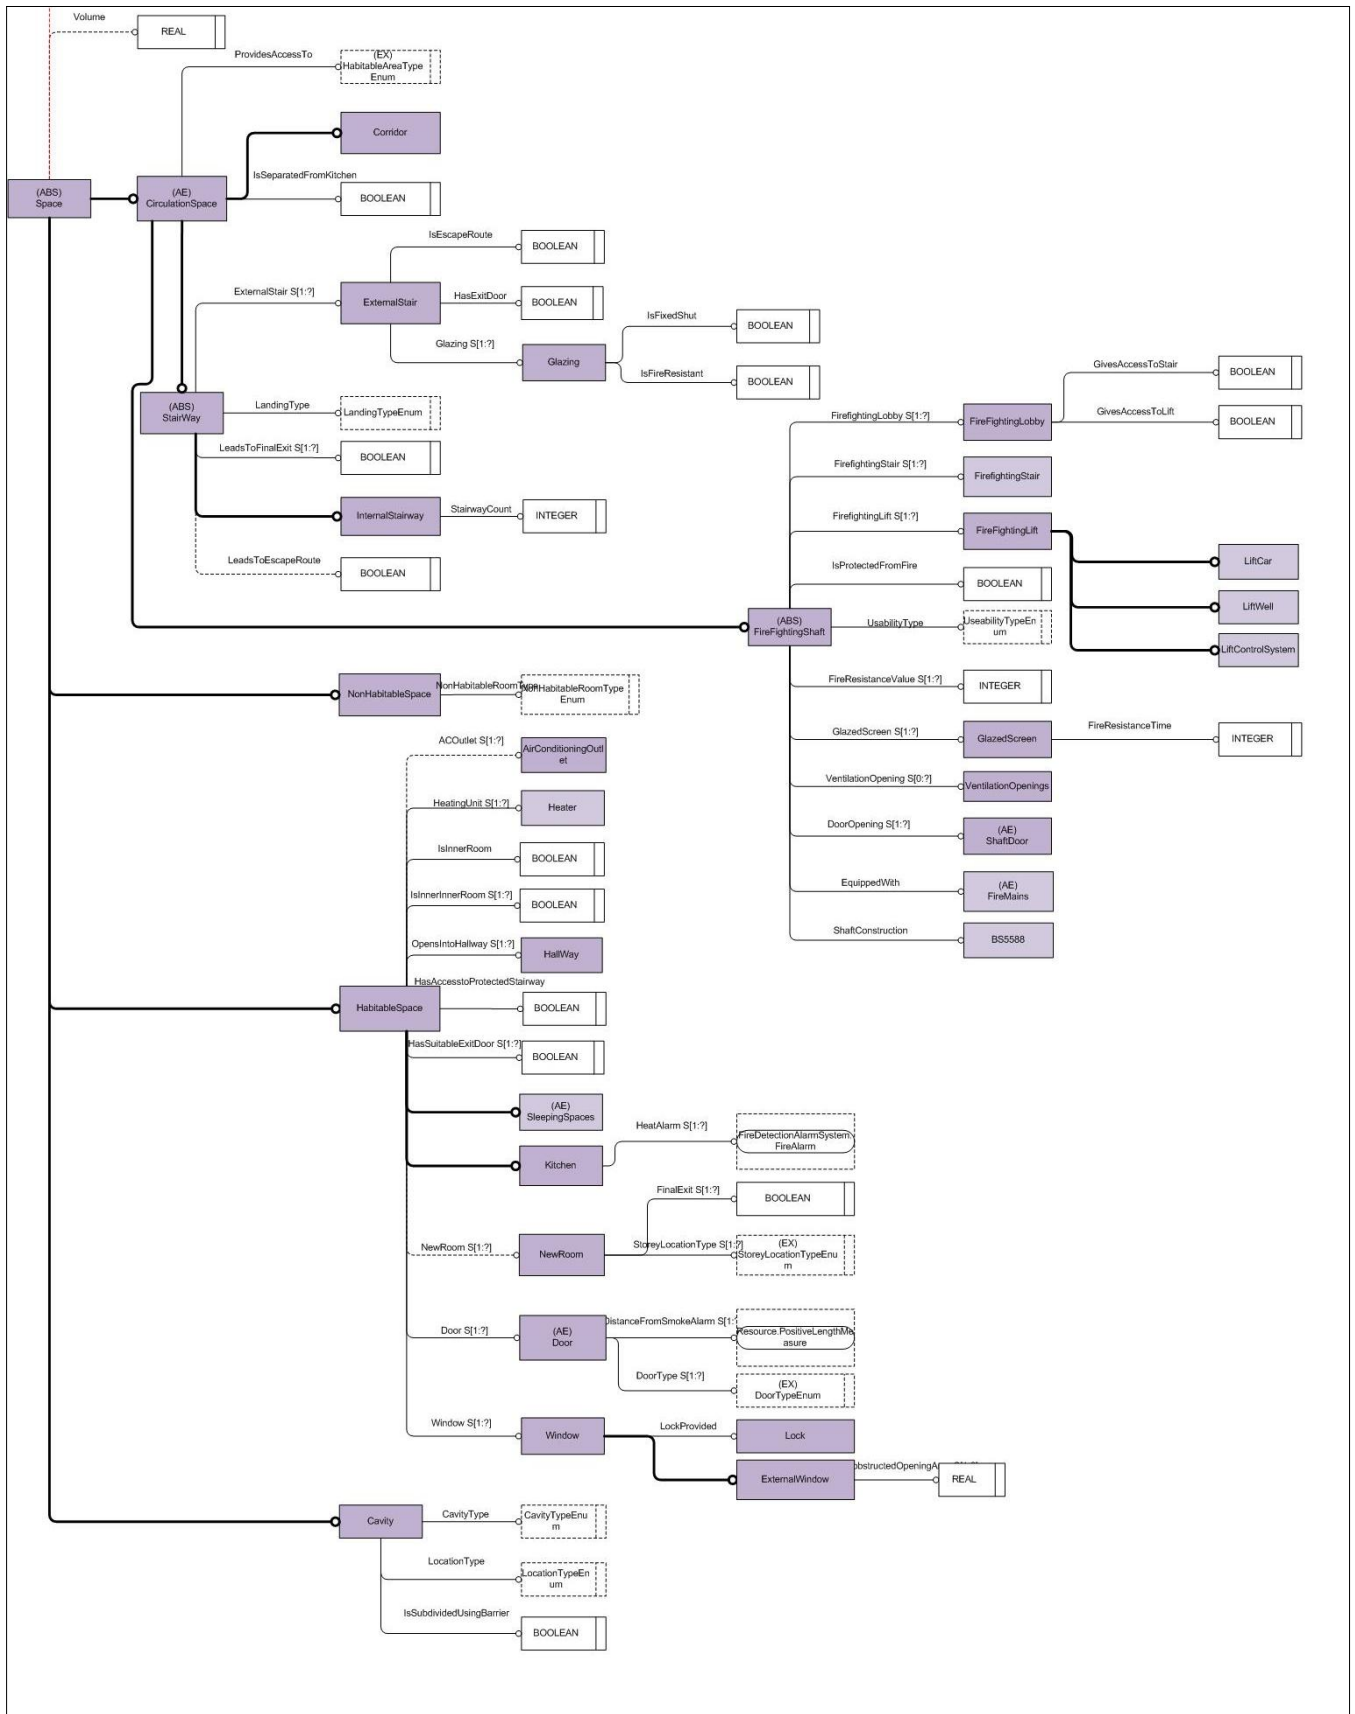 Volume
REAL
ProvidesAccessTo
(EX)
HabitableAreaType
Enum
Corridor
IsSeparatedFromKitchen
BOOLEAN
(ABS)
Space
(AE)
CirculationSpace
IsEscapeRoute
BOOLEAN
ExternalStair S[1:?]
ExternalStair
HasExitDoor
BOOLEAN
Glazing S[1:?]
Glazing
IsFixedShut
BOOLEAN
IsFireResistant
BOOLEAN
(ABS)
StairWay
LandingType
LandingTypeEnum
LeadsToFinalExit S[1:?]
BOOLEAN
InternalStairway
StairwayCount
INTEGER
LeadsToEscapeRoute
BOOLEAN
FirefightingLobby S[1:?]
FireFightingLobby
GivesAccessToStair
BOOLEAN
GivesAccessToLift
BOOLEAN
FirefightingStair S[1:?]
FirefightingStair
FirefightingLift S[1:?]
FireFightingLift
LiftCar
LiftWell
LiftControlSystem
IsProtectedFromFire
BOOLEAN
(ABS)
FireFightingShaft
UsabilityType
UseabilityTypeEn
um
FireResistanceValue S[1:?]
INTEGER
GlazedScreen S[1:?]
GlazedScreen
FireResistanceTime
INTEGER
VentilationOpening S[0:?]
VentilationOpenings
DoorOpening S[1:?]
(AE)
ShaftDoor
EquippedWith
(AE)
FireMains
ShaftConstruction
BS5588
NonHabitableSpace
NonHabitableRoomType
NonHabitableRoomType
Enum
ACOutlet S[1:?]
AirConditioningOutl
et
HeatingUnit S[1:?]
Heater
IsInnerRoom
BOOLEAN
IsInnerInnerRoom S[1:?]
BOOLEAN
OpensIntoHallway S[1:?]
HallWay
HasAccesstoProtectedStairway
HabitableSpace
BOOLEAN
HasSuitableExitDoor S[1:?]
BOOLEAN
(AE)
SleepingSpaces
Kitchen
HeatAlarm S[1:?]
FireDetectionAlarmSystem.
FireAlarm
NewRoom S[1:?]
NewRoom
FinalExit S[1:?]
BOOLEAN
StoreyLocationType S[1:?]
(EX)
StoreyLocationTypeEnu
m
Door S[1:?]
(AE)
Door
DistanceFromSmokeAlarm S[1:
Resource.PositiveLengthMe
asure
DoorType S[1:?]
(EX)
DoorTypeEnum
Window S[1:?]
Window
LockProvided
Lock
ExternalWindow
REAL
Cavity
CavityType
CavityTypeEnu
m
LocationType
LocationTypeEn
um
IsSubdividedUsingBarrier
BOOLEAN